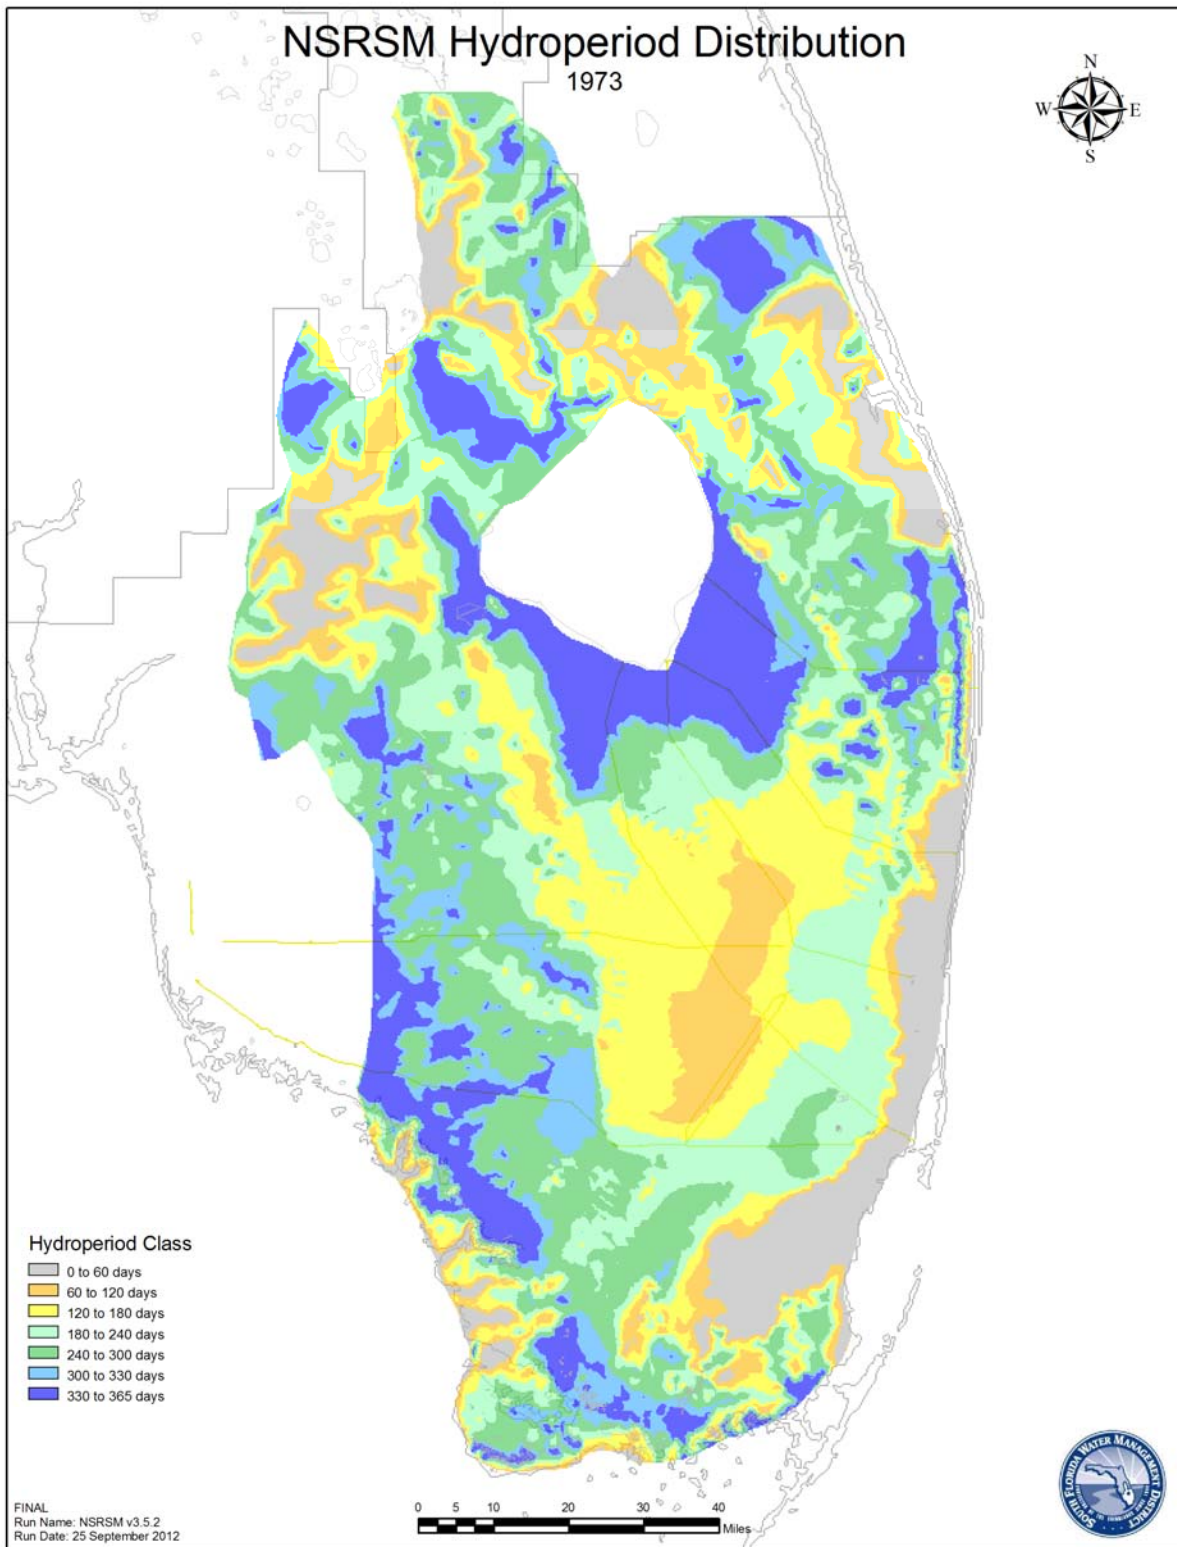 NSRSM Hydroperiod Distribution
1973
N
W E
S
Hydroperiod Class
0 to 60 days
60 to 120 days
120 to 180 days
180 to 240 days
240 to 300 days
300 to 330 days
330 to 365 days
FINAL
Run Name: NSRSM v3.5.2
Run Date: 25 September 2012
0 5 10 20 30 40
Miles
SOUTH FLORIDA WATER MANAGEMENT DISTRICT